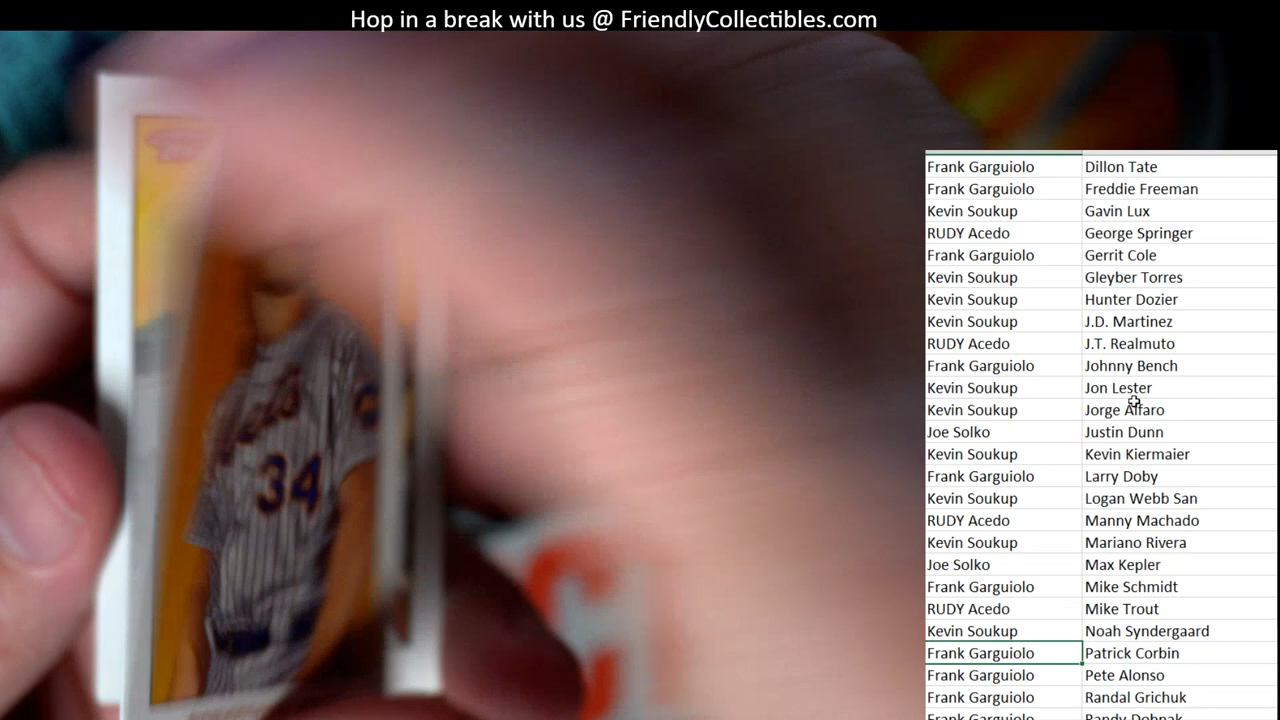 Hop in a break with us @ FriendlyCollectibles.com
Frank Garguiolo Dillon Tate
Frank Garguiolo Freddie Freeman
Kevin Soukup Gavin Lux
RUDY Acedo George Springer
Frank Garguiolo Gerrit Cole
Kevin Soukup Gleyber Torres
Kevin Soukup Hunter Dozier
Kevin Soukup J.D. Martinez
RUDY Acedo J.T. Realmuto
Frank Garguiolo Johnny Bench
Kevin Soukup Jon Lester
Kevin Soukup Jorge Alfaro
Joe Solko Justin Dunn
Kevin Soukup Kevin Kiermaier
Frank Garguiolo Larry Doby
Kevin Soukup Logan Webb San
RUDY Acedo Manny Machado
Kevin Soukup Mariano Rivera
Joe Solko Max Kepler
Frank Garguiolo Mike Schmidt
RUDY Acedo Mike Trout
Kevin Soukup Noah Syndergaard
Frank Garguiolo Patrick Corbin
Frank Garguiolo Pete Alonso
Frank Garguiolo Randal Grichuk
Frank Garguiolo Randy Dobnak
Mets
34